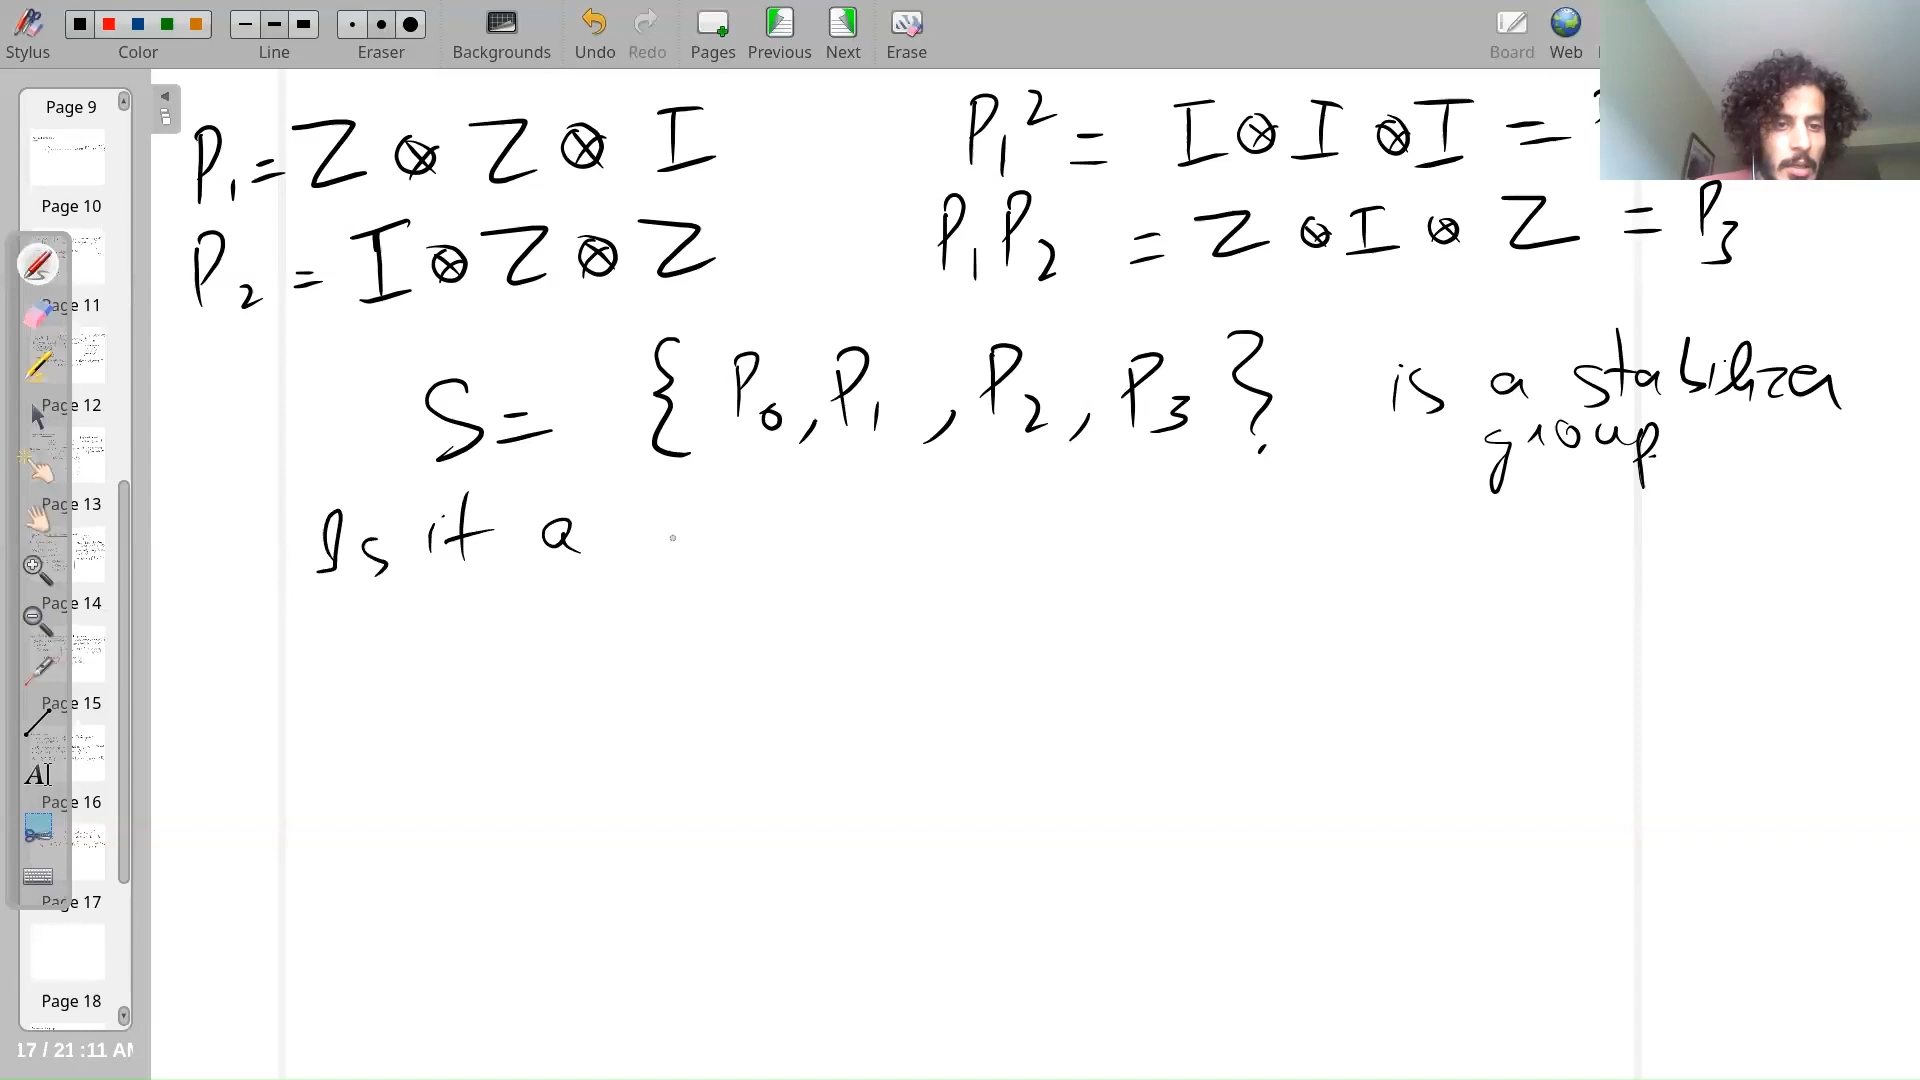 Stylus Color Line Eraser Backgrounds Undo Redo Pages Previous Next Erase Board Web
Page 9
Page 10
Page 11
Page 12
Page 13
Page 14
Page 15
Page 16
Page 17
Page 18
17 / 21
P₁ = Z ⊗ Z ⊗ I
P₂ = I ⊗ Z ⊗ Z
P₁² = I ⊗ I ⊗ I =
P₁P₂ = Z ⊗ I ⊗ Z = P₃
S = { P₀, P₁, P₂, P₃ } is a stabilizer
group.
Is it a